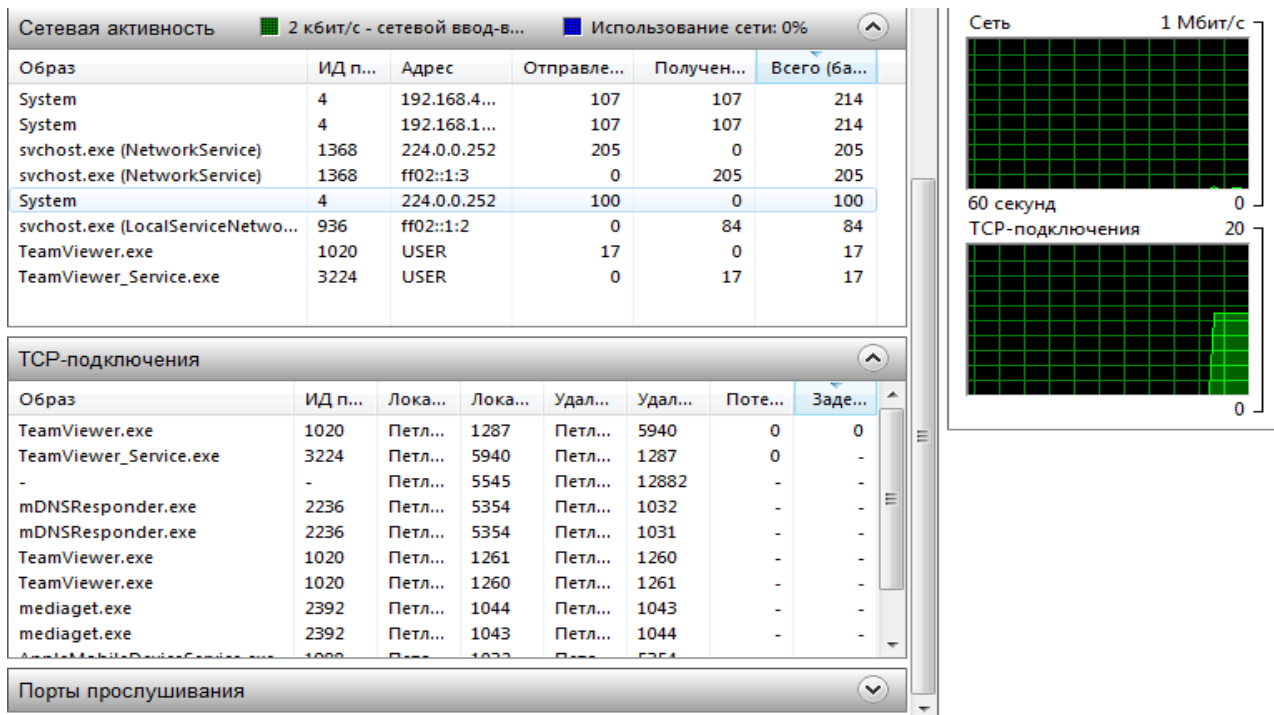 Сетевая активность 2 кбит/с - сетевой ввод-в... Использование сети: 0%
Образ ИД п... Адрес Отправле... Получен... Всего (ба...
System 4 192.168.4... 107 107 214
System 4 192.168.1... 107 107 214
svchost.exe (NetworkService) 1368 224.0.0.252 205 0 205
svchost.exe (NetworkService) 1368 ff02::1:3 0 205 205
System 4 224.0.0.252 100 0 100
svchost.exe (LocalServiceNetwo... 936 ff02::1:2 0 84 84
TeamViewer.exe 1020 USER 17 0 17
TeamViewer_Service.exe 3224 USER 0 17 17
TCP-подключения
Образ ИД п... Лока... Лока... Удал... Удал... Поте... Заде...
TeamViewer.exe 1020 Петл... 1287 Петл... 5940 0 0
TeamViewer_Service.exe 3224 Петл... 5940 Петл... 1287 0 -
- - Петл... 5545 Петл... 12882 - -
mDNSResponder.exe 2236 Петл... 5354 Петл... 1032 - -
mDNSResponder.exe 2236 Петл... 5354 Петл... 1031 - -
TeamViewer.exe 1020 Петл... 1261 Петл... 1260 - -
TeamViewer.exe 1020 Петл... 1260 Петл... 1261 - -
mediaget.exe 2392 Петл... 1044 Петл... 1043 - -
mediaget.exe 2392 Петл... 1043 Петл... 1044 - -
Порты прослушивания
Сеть 1 Мбит/с
60 секунд 0
TCP-подключения 20
0